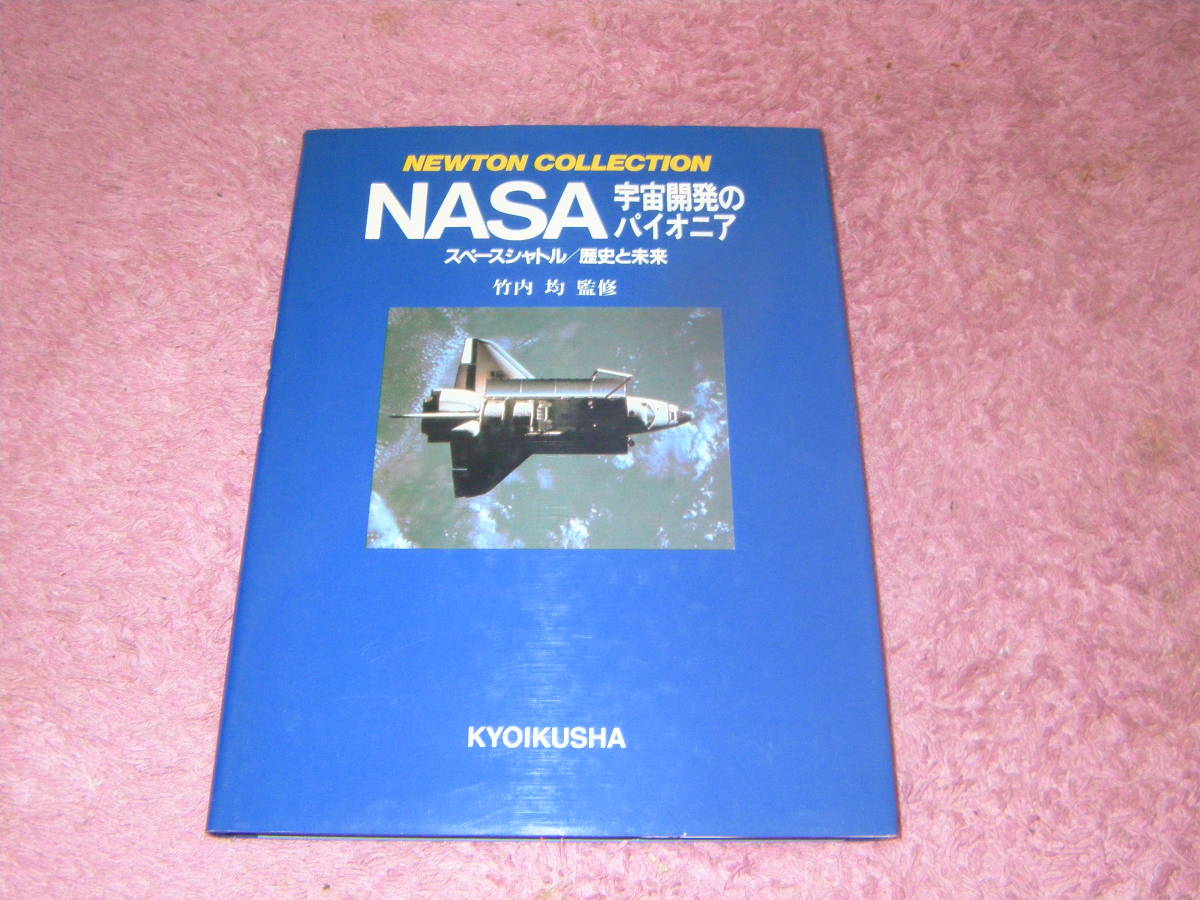 NEWTON COLLECTION
NASA 宇宙開発の
パイオニア
スペースシャトル/歴史と未来
竹内 均 監修
KYOIKUSHA